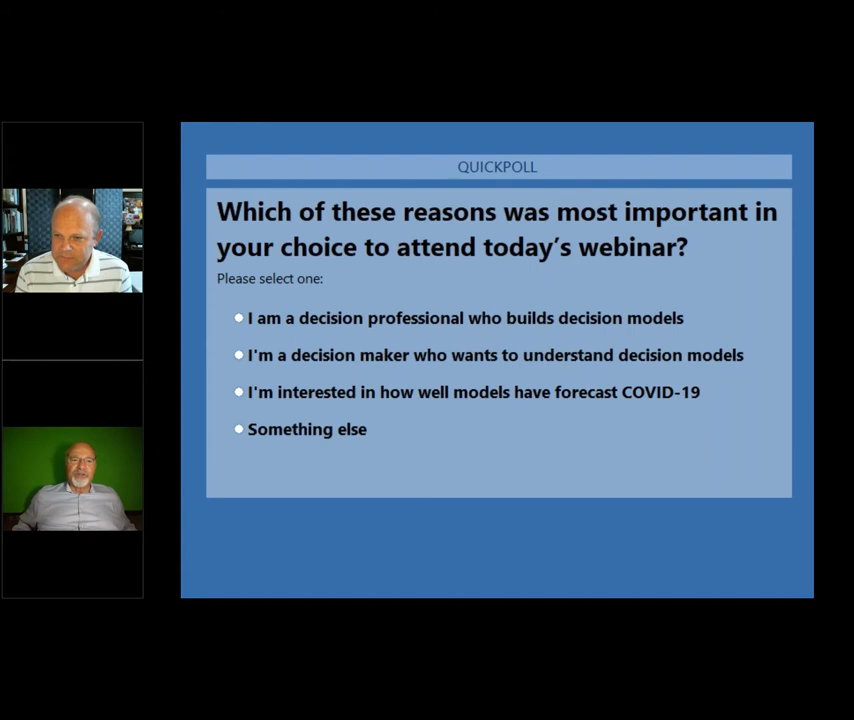 QUICKPOLL
Which of these reasons was most important in
your choice to attend today’s webinar?
Please select one:
I am a decision professional who builds decision models
I'm a decision maker who wants to understand decision models
I'm interested in how well models have forecast COVID-19
Something else